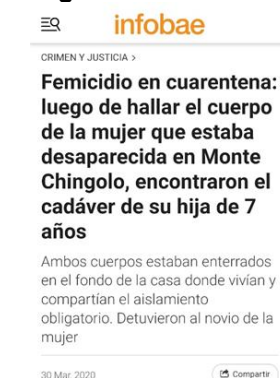 infobae
CRIMEN Y JUSTICIA >
Femicidio en cuarentena:
luego de hallar el cuerpo
de la mujer que estaba
desaparecida en Monte
Chingolo, encontraron el
cadáver de su hija de 7
años
Ambos cuerpos estaban enterrados
en el fondo de la casa donde vivían y
compartían el aislamiento
obligatorio. Detuvieron al novio de la
mujer
30 Mar, 2020 Compartir